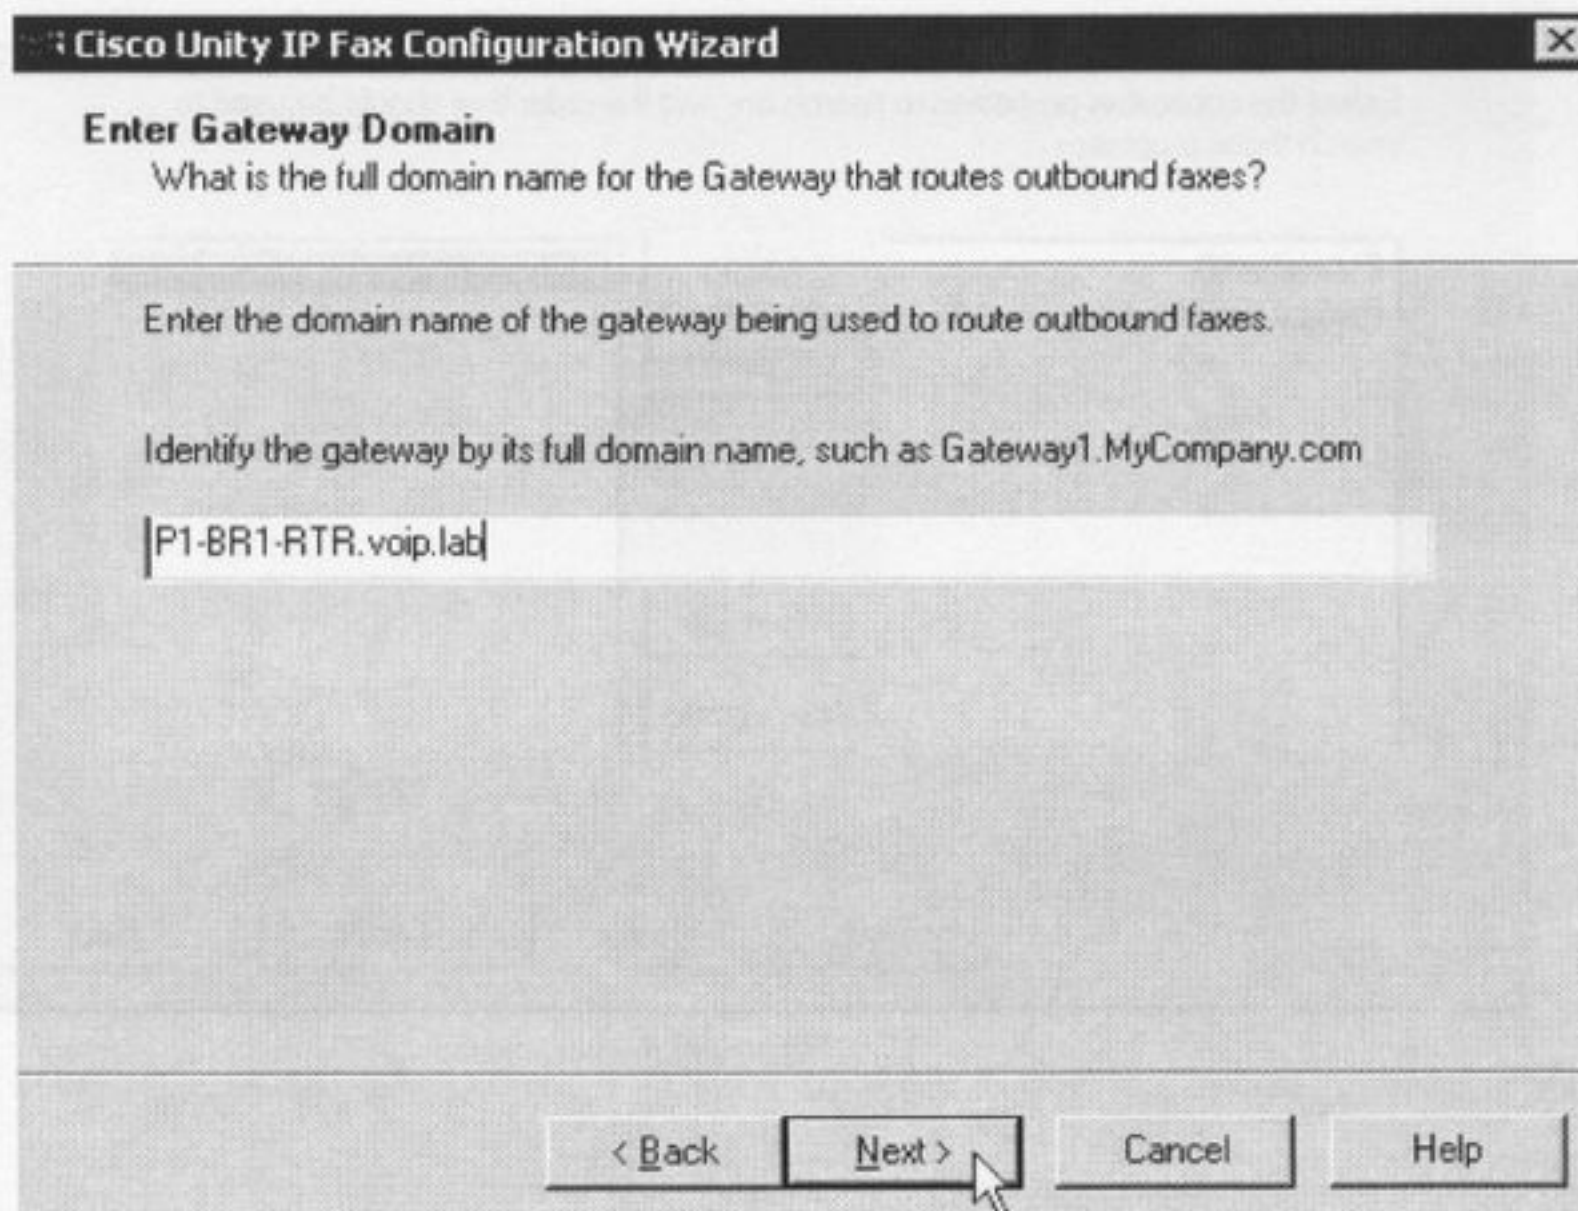 Cisco Unity IP Fax Configuration Wizard
Enter Gateway Domain
What is the full domain name for the Gateway that routes outbound faxes?
Enter the domain name of the gateway being used to route outbound faxes.
Identify the gateway by its full domain name, such as Gateway1.MyCompany.com
P1-BR1-RTR.voip.lab
< Back
Next >
Cancel
Help